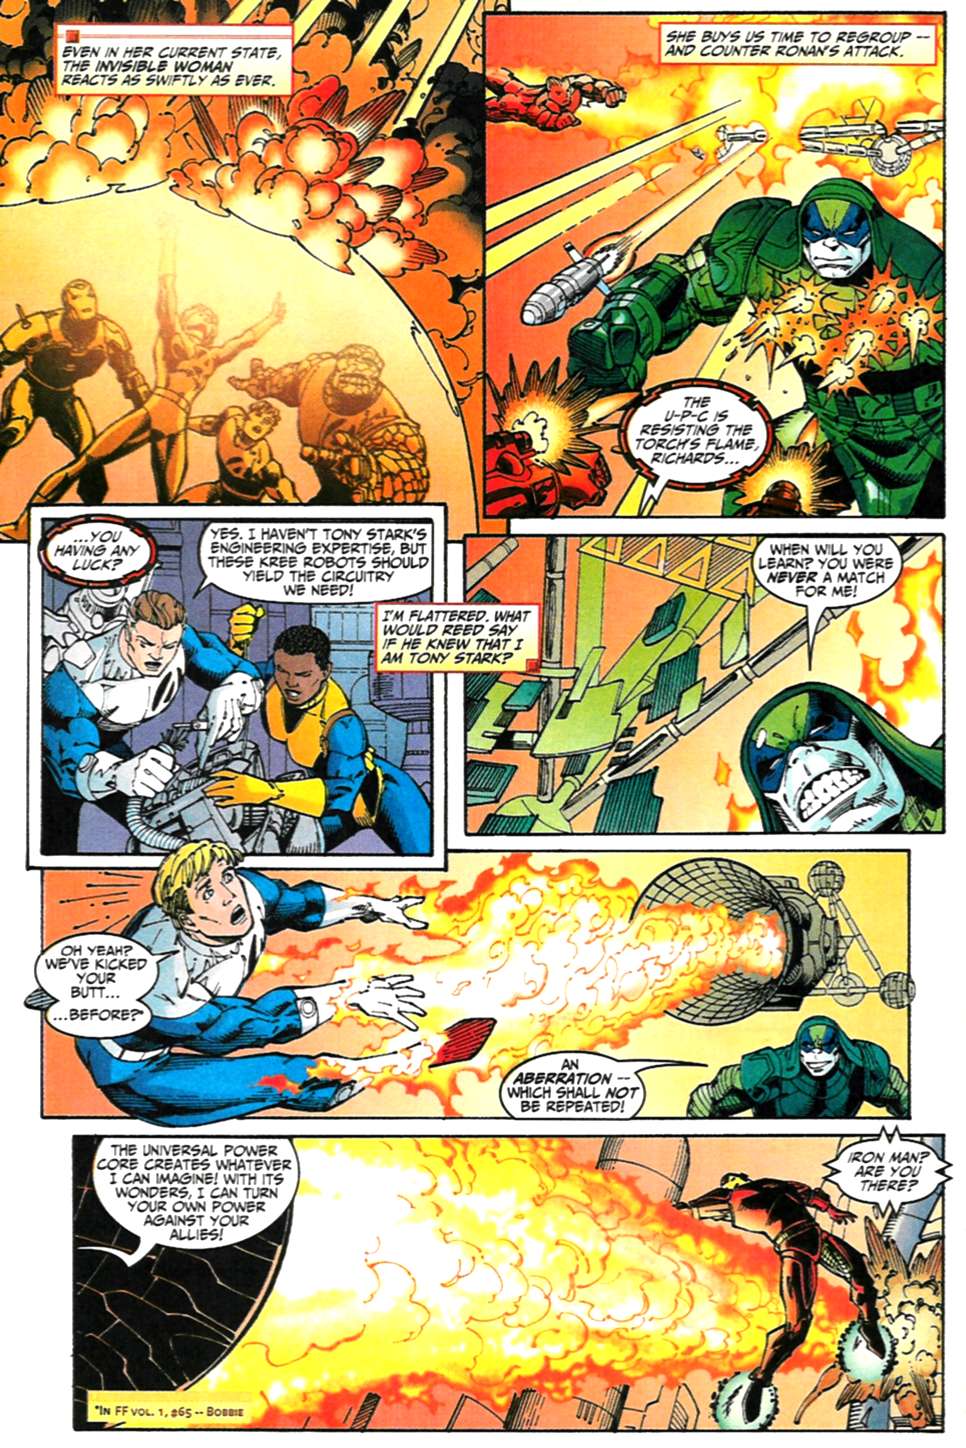 EVEN IN HER CURRENT STATE,
THE INVISIBLE WOMAN
REACTS AS SWIFTLY AS EVER.
SHE BUYS US TIME TO REGROUP --
AND COUNTER RONAN'S ATTACK.
THE
U-P-C IS
RESISTING THE
TORCH'S FLAME,
RICHARDS...
...YOU
HAVING ANY
LUCK?
YES. I HAVEN'T TONY STARK'S
ENGINEERING EXPERTISE, BUT
THESE KREE ROBOTS SHOULD
YIELD THE CIRCUITRY
WE NEED!
I'M FLATTERED. WHAT
WOULD REED SAY
IF HE KNEW THAT I
AM TONY STARK?
WHEN WILL YOU
LEARN? YOU WERE
NEVER A MATCH
FOR ME!
OH YEAH?
WE'VE KICKED
YOUR
BUTT...
...BEFORE?*
AN
ABERRATION --
WHICH SHALL NOT
BE REPEATED!
THE UNIVERSAL POWER
CORE CREATES WHATEVER
I CAN IMAGINE! WITH ITS
WONDERS, I CAN TURN
YOUR OWN POWER
AGAINST YOUR
ALLIES!
IRON MAN?
ARE YOU
THERE?
*IN FF VOL. 1, #65 -- BOBBIE